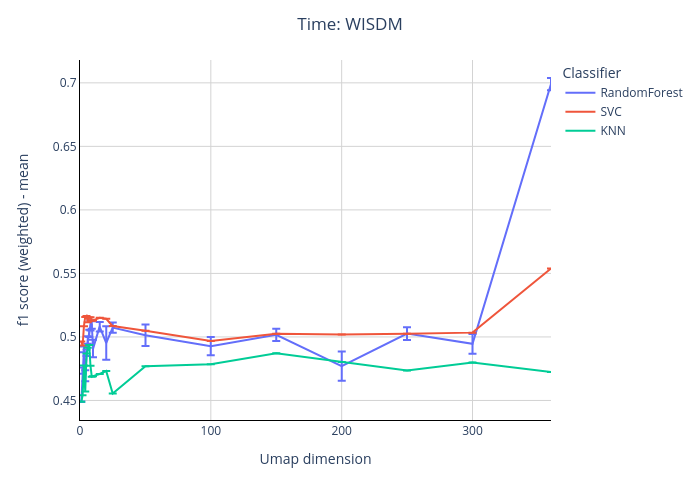 Time: WISDM
Classifier
RandomForest
SVC
KNN
0.7
0.65
0.6
0.55
0.5
0.45
f1 score (weighted) - mean
0
100
200
300
Umap dimension